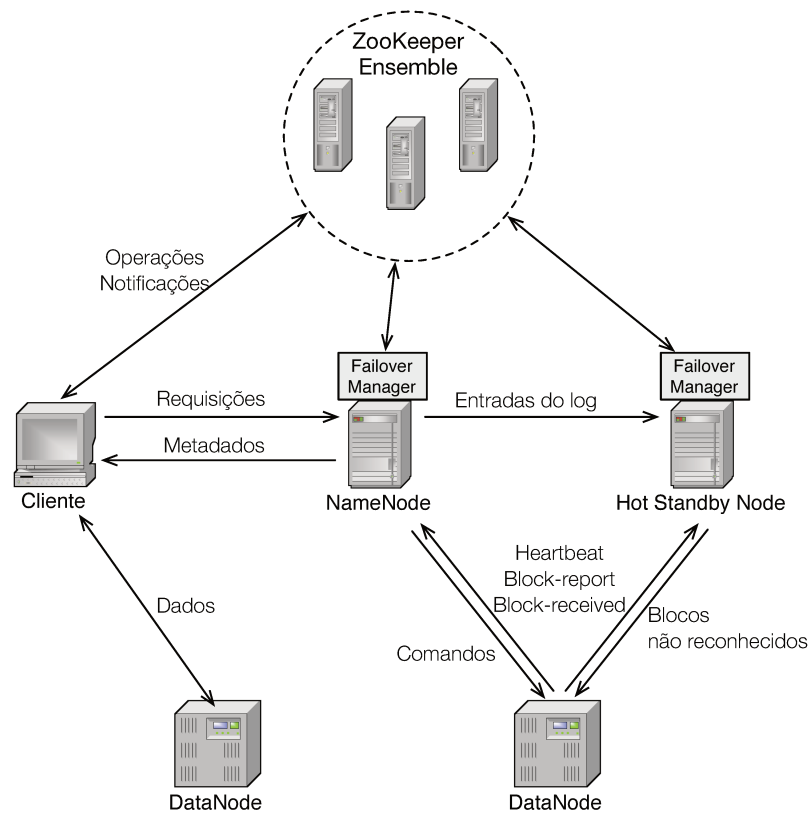 ZooKeeper
Ensemble
Operações
Notificações
Failover
Manager
Failover
Manager
Requisições
Entradas do log
Metadados
Cliente
NameNode
Hot Standby Node
Heartbeat
Block-report
Block-received
Dados
Comandos
Blocos
não reconhecidos
DataNode
DataNode